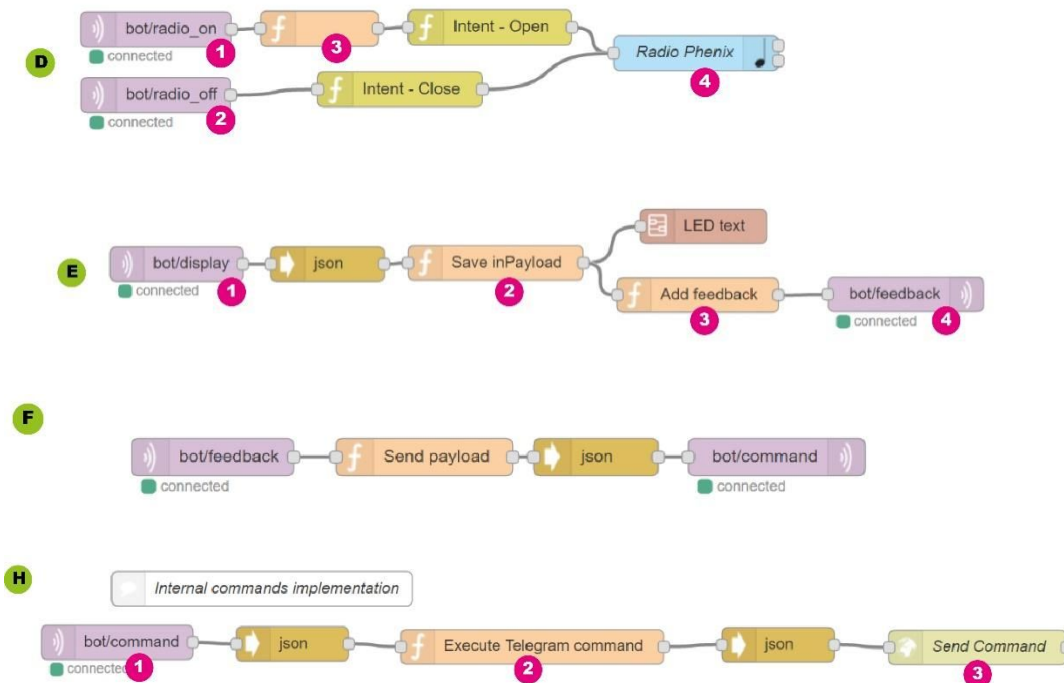 D
bot/radio_on
connected
1
3
Intent - Open
Radio Phenix
4
bot/radio_off
connected
2
Intent - Close
E
bot/display
connected
1
json
Save inPayload
2
LED text
Add feedback
3
bot/feedback
connected
4
F
bot/feedback
connected
Send payload
json
bot/command
connected
H
Internal commands implementation
bot/command
connected
1
json
Execute Telegram command
2
json
Send Command
3